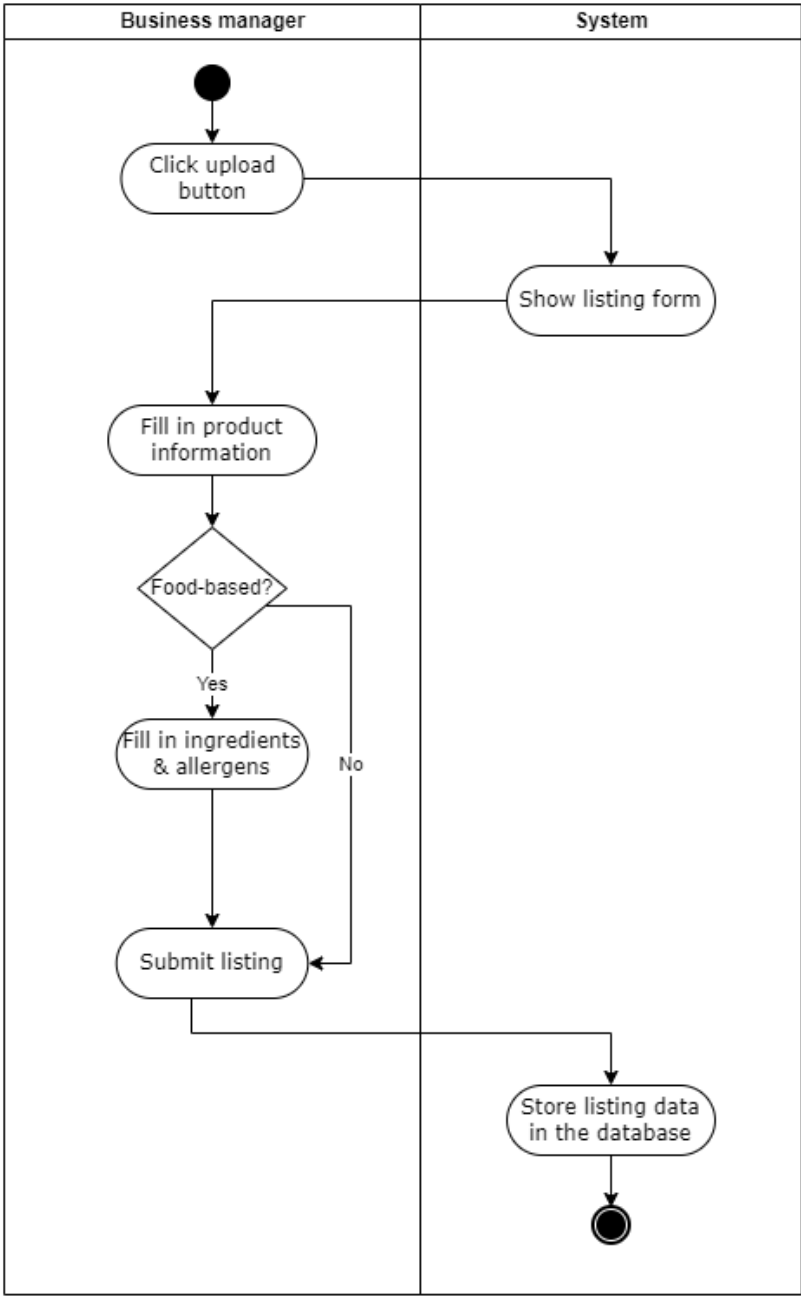 Business manager
System
Click upload
button
Show listing form
Fill in product
information
Food-based?
Yes
Fill in ingredients
& allergens
No
Submit listing
Store listing data
in the database